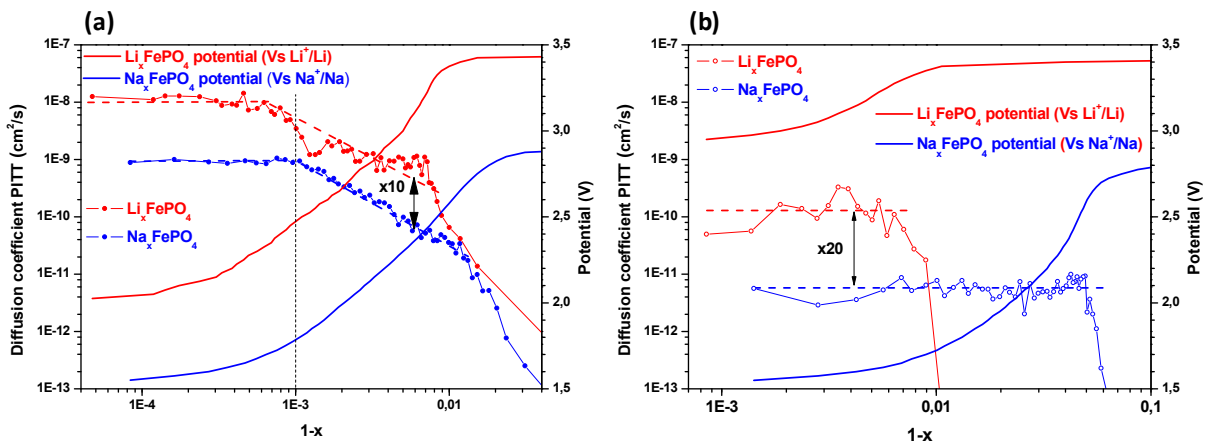 (a)
1E-7
1E-8
1E-9
1E-10
1E-11
1E-12
1E-13
Diffusion coefficient PITT (cm²/s)
LiₓFePO₄ potential (Vs Li⁺/Li)
NaₓFePO₄ potential (Vs Na⁺/Na)
x10
LiₓFePO₄
NaₓFePO₄
3,5
3,0
2,5
2,0
1,5
Potential (V)
1E-4
1E-3
0,01
1-x
(b)
1E-7
1E-8
1E-9
1E-10
1E-11
1E-12
1E-13
Diffusion coefficient PITT (cm²/s)
LiₓFePO₄
NaₓFePO₄
LiₓFePO₄ potential (Vs Li⁺/Li)
NaₓFePO₄ potential (Vs Na⁺/Na)
x20
3,5
3,0
2,5
2,0
1,5
Potential (V)
1E-3
0,01
0,1
1-x